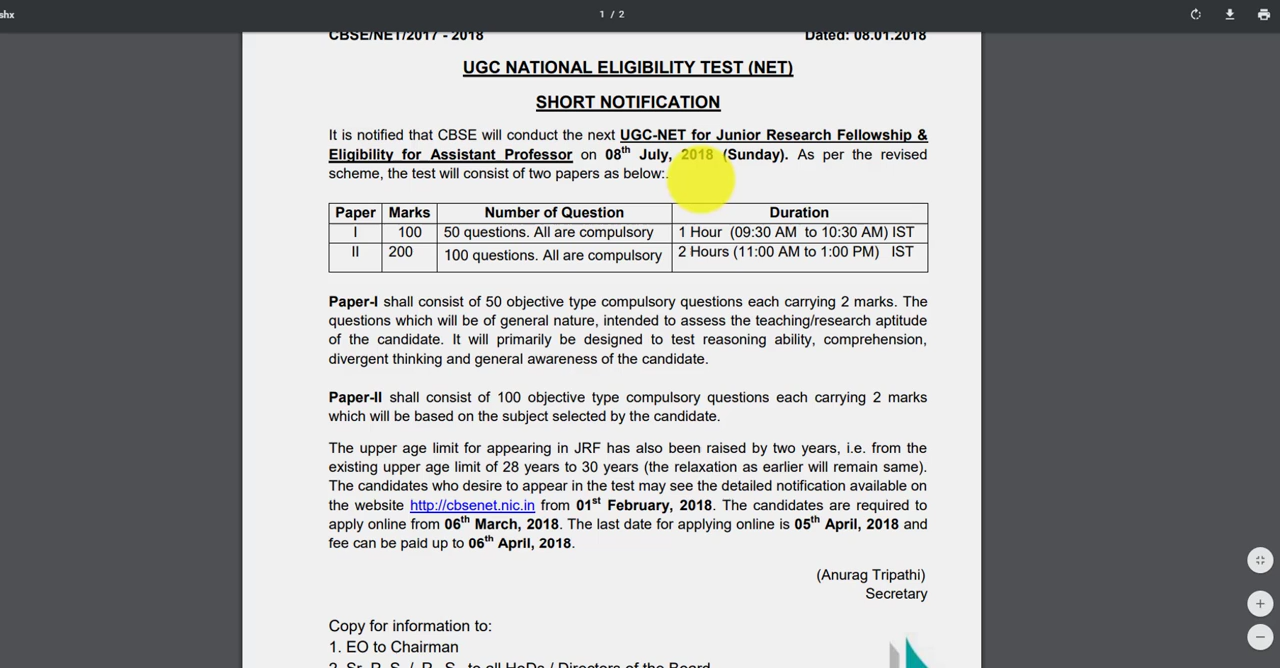 shx
1 / 2
CBSE/NET/2017 - 2018 Dated: 08.01.2018
UGC NATIONAL ELIGIBILITY TEST (NET)
SHORT NOTIFICATION
It is notified that CBSE will conduct the next UGC-NET for Junior Research Fellowship &
Eligibility for Assistant Professor on 08th July, 2018 (Sunday). As per the revised
scheme, the test will consist of two papers as below:.
Paper Marks Number of Question Duration
I 100 50 questions. All are compulsory 1 Hour (09:30 AM to 10:30 AM) IST
II 200 100 questions. All are compulsory 2 Hours (11:00 AM to 1:00 PM) IST
Paper-I shall consist of 50 objective type compulsory questions each carrying 2 marks. The
questions which will be of general nature, intended to assess the teaching/research aptitude
of the candidate. It will primarily be designed to test reasoning ability, comprehension,
divergent thinking and general awareness of the candidate.
Paper-II shall consist of 100 objective type compulsory questions each carrying 2 marks
which will be based on the subject selected by the candidate.
The upper age limit for appearing in JRF has also been raised by two years, i.e. from the
existing upper age limit of 28 years to 30 years (the relaxation as earlier will remain same).
The candidates who desire to appear in the test may see the detailed notification available on
the website http://cbsenet.nic.in from 01st February, 2018. The candidates are required to
apply online from 06th March, 2018. The last date for applying online is 05th April, 2018 and
fee can be paid up to 06th April, 2018.
(Anurag Tripathi)
Secretary
Copy for information to:
1. EO to Chairman
2. Sr. P. S. / P. S. to all HoDs / Directors of the Board